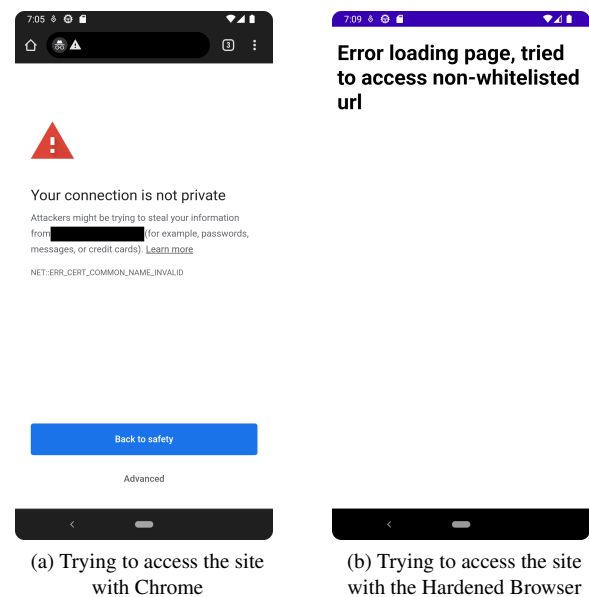 7:05
3
Your connection is not private
Attackers might be trying to steal your information
from (for example, passwords,
messages, or credit cards). Learn more
NET::ERR_CERT_COMMON_NAME_INVALID
Back to safety
Advanced
(a) Trying to access the site
with Chrome
7:09
Error loading page, tried
to access non-whitelisted
url
(b) Trying to access the site
with the Hardened Browser